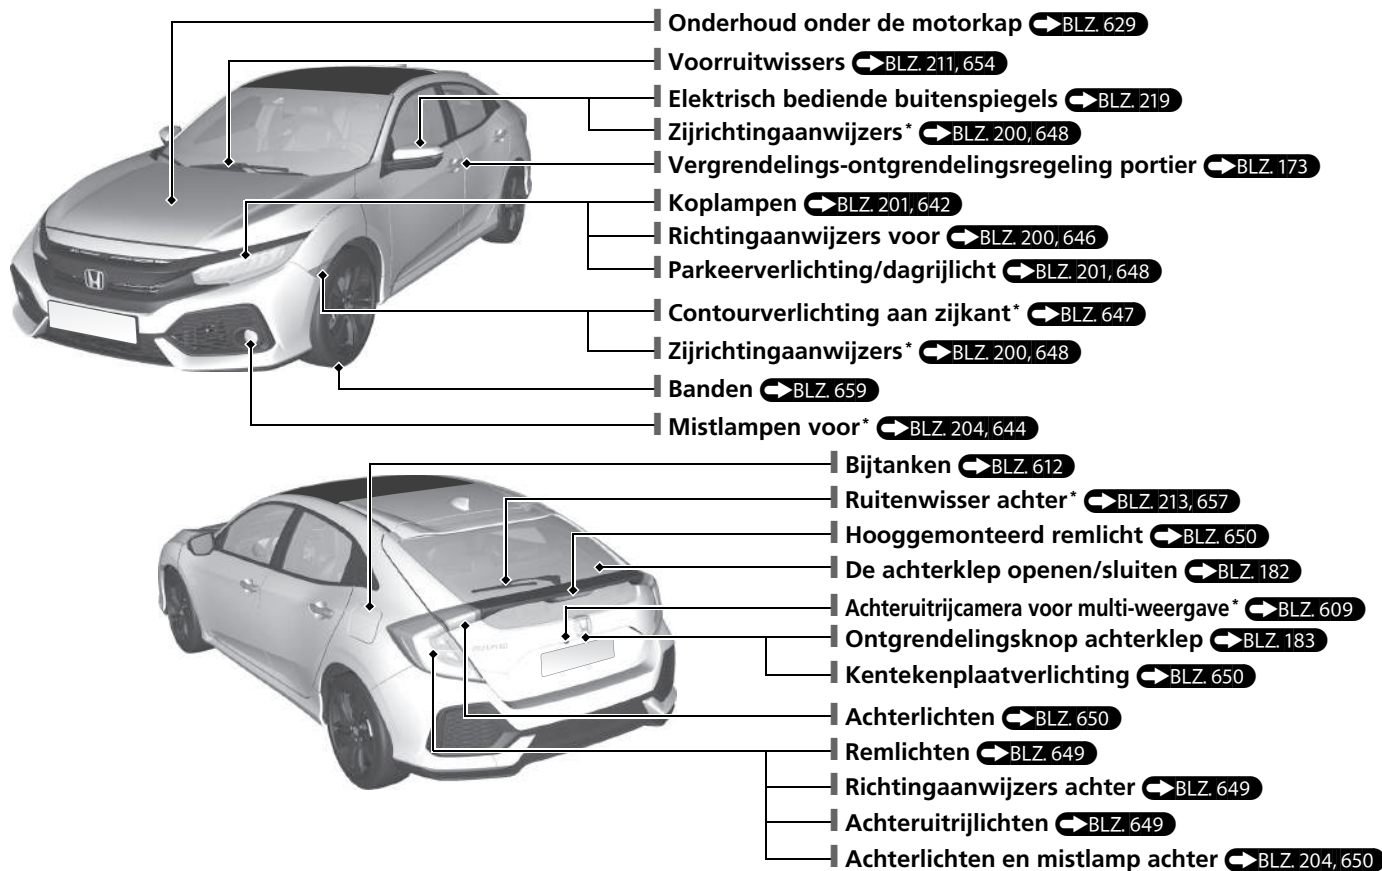 Onderhoud onder de motorkap BLZ. 629
Voorruitwissers BLZ. 211, 654
Elektrisch bediende buitenspiegels BLZ. 219
Zijrichtingaanwijzers* BLZ. 200, 648
Vergrendelings-ontgrendelingsregeling portier BLZ. 173
Koplampen BLZ. 201, 642
Richtingaanwijzers voor BLZ. 200, 646
Parkeerverlichting/dagrijlicht BLZ. 201, 648
Contourverlichting aan zijkant* BLZ. 647
Zijrichtingaanwijzers* BLZ. 200, 648
Banden BLZ. 659
Mistlampen voor* BLZ. 204, 644
Bijtanken BLZ. 612
Ruitenwisser achter* BLZ. 213, 657
Hooggemonteerd remlicht BLZ. 650
De achterklep openen/sluiten BLZ. 182
Achteruitrijcamera voor multi-weergave* BLZ. 609
Ontgrendelingsknop achterklep BLZ. 183
Kentekenplaatverlichting BLZ. 650
Achterlichten BLZ. 650
Remlichten BLZ. 649
Richtingaanwijzers achter BLZ. 649
Achteruitrijlichten BLZ. 649
Achterlichten en mistlamp achter BLZ. 204, 650